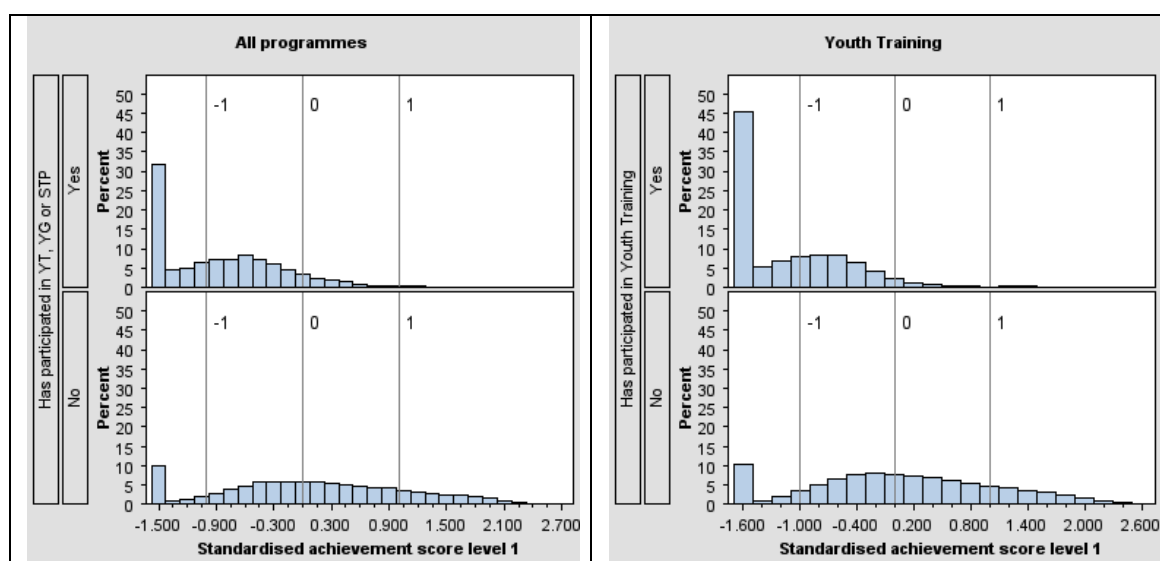 All programmes
Has participated in YT, YG or STP
Yes
Percent
50
45
40
35
30
25
20
15
10
5
0
-1 0 1
No
Percent
50
45
40
35
30
25
20
15
10
5
0
-1 0 1
-1.500 -0.900 -0.300 0.300 0.900 1.500 2.100 2.700
Standardised achievement score level 1
Youth Training
Has participated in Youth Training
Yes
Percent
50
45
40
35
30
25
20
15
10
5
0
-1 0 1
No
Percent
50
45
40
35
30
25
20
15
10
5
0
-1 0 1
-1.600 -1.000 -0.400 0.200 0.800 1.400 2.000 2.600
Standardised achievement score level 1